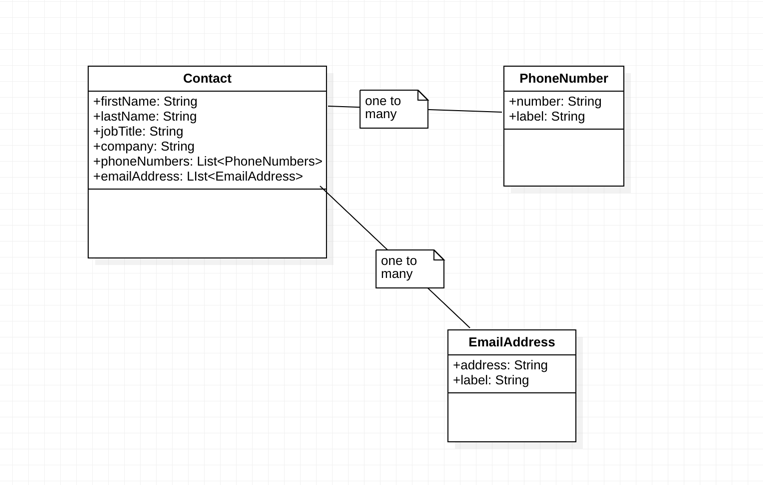 Contact
+firstName: String
+lastName: String
+jobTitle: String
+company: String
+phoneNumbers: List<PhoneNumbers>
+emailAddress: LIst<EmailAddress>
one to
many
PhoneNumber
+number: String
+label: String
one to
many
EmailAddress
+address: String
+label: String